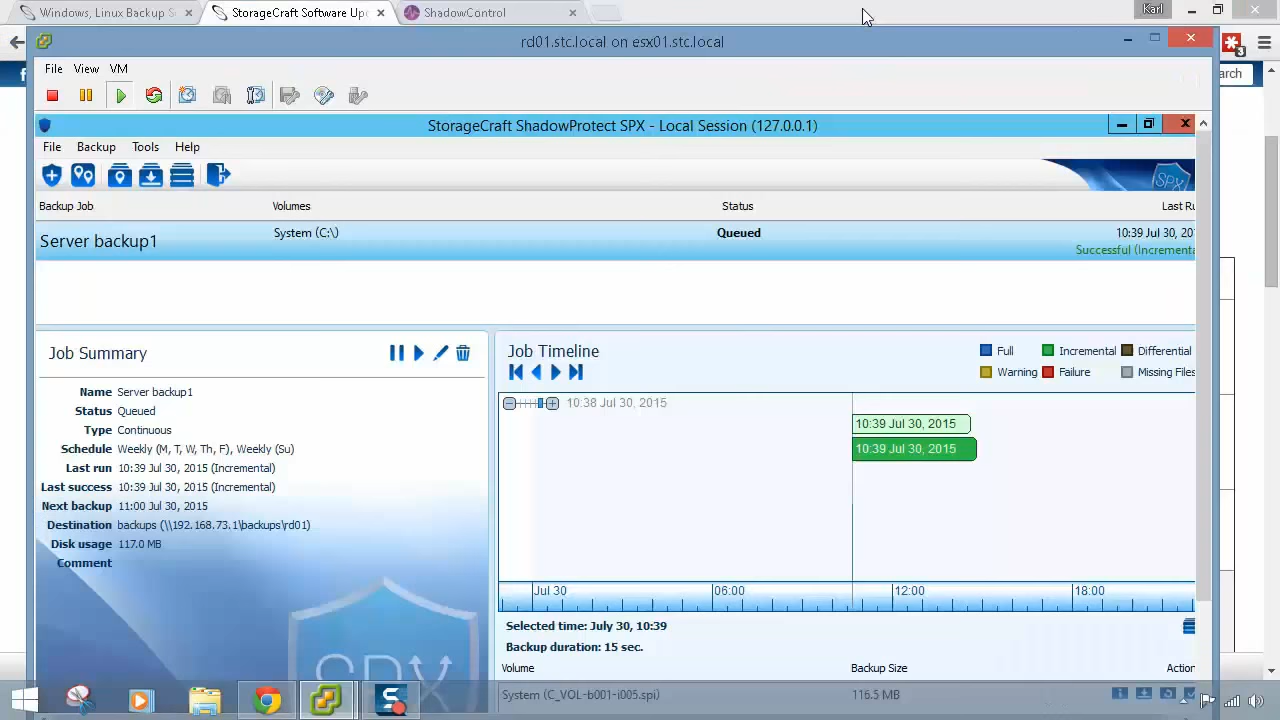 Windows, Linux Backup S
StorageCraft Software Up
ShadowControl
Karl
d01.stc.local on esx01.stc.local
3
File View VM
arch
StorageCraft ShadowProtect SPX - Local Session (127.0.0.1)
File Backup Tools Help
SPX
Backup Job Volumes Status Last Ru
Server backup1 System (C:\) Queued 10:39 Jul 30, 201
Successful (Incrementa
Job Summary
Name Server backup1
Status Queued
Type Continuous
Schedule Weekly (M, T, W, Th, F), Weekly (Su)
Last run 10:39 Jul 30, 2015 (Incremental)
Last success 10:39 Jul 30, 2015 (Incremental)
Next backup 11:00 Jul 30, 2015
Destination backups (\\192.168.73.1\backups\rd01)
Disk usage 117.0 MB
Comment
SPX
Job Timeline
Full Incremental Differential
Warning Failure Missing Files
10:38 Jul 30, 2015
10:39 Jul 30, 2015
10:39 Jul 30, 2015
Jul 30 06:00 12:00 18:00
Selected time: July 30, 10:39
Backup duration: 15 sec.
Volume Backup Size Action
System (C_VOL-b001-i005.spi) 116.5 MB